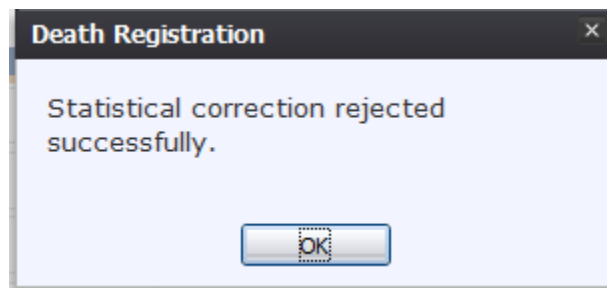 Death Registration
Statistical correction rejected
successfully.
OK